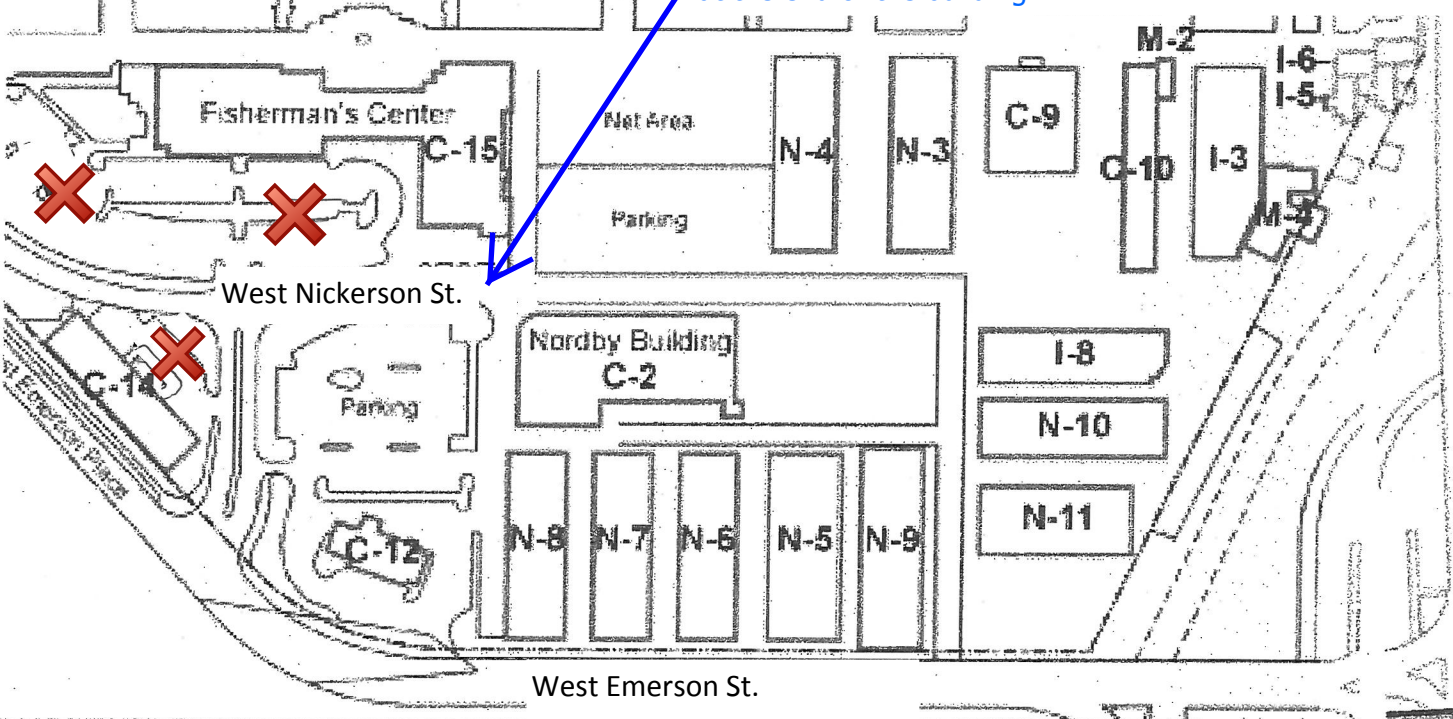 M-2
I-6
I-5
Fisherman's Center
C-15
Net Area
N-4
N-3
C-9
C-10
I-3
Parking
West Nickerson St.
Nordby Building
C-2
I-8
C-14
Parking
N-10
N-11
C-12
N-8
N-7
N-6
N-5
N-9
Place
West Emerson St.